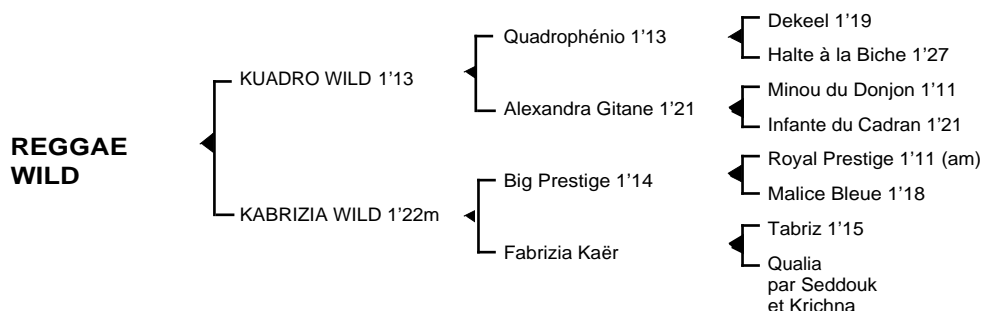 Dekeel 1’19
Quadrophénio 1’13
Halte à la Biche 1’27
KUADRO WILD 1’13
Minou du Donjon 1’11
Alexandra Gitane 1’21
Infante du Cadran 1’21
REGGAE
WILD
Royal Prestige 1’11 (am)
Big Prestige 1’14
Malice Bleue 1’18
KABRIZIA WILD 1’22m
Tabriz 1’15
Fabrizia Kaër
Qualia
par Seddouk
et Krichna